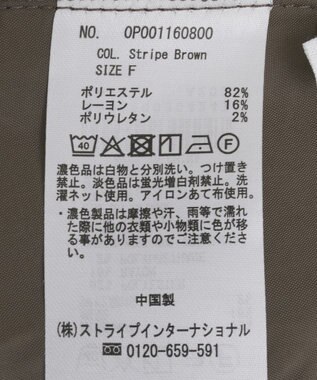 NO. OP001160800
COL. Stripe Brown
SIZE F
ポリエステル 82%
レーヨン 16%
ポリウレタン 2%
40 F
濃色品は白物と分別洗い。つけ置き
禁止。淡色品は蛍光増白剤禁止。洗
濯ネット使用。アイロンあて布使用。
・濃色製品は摩擦や汗、雨等で濡れ
た際に他の衣類や小物類に色が移
る事がありますのでご注意くださ
い。
中国製
(株)ストライプインターナショナル
0120-659-591